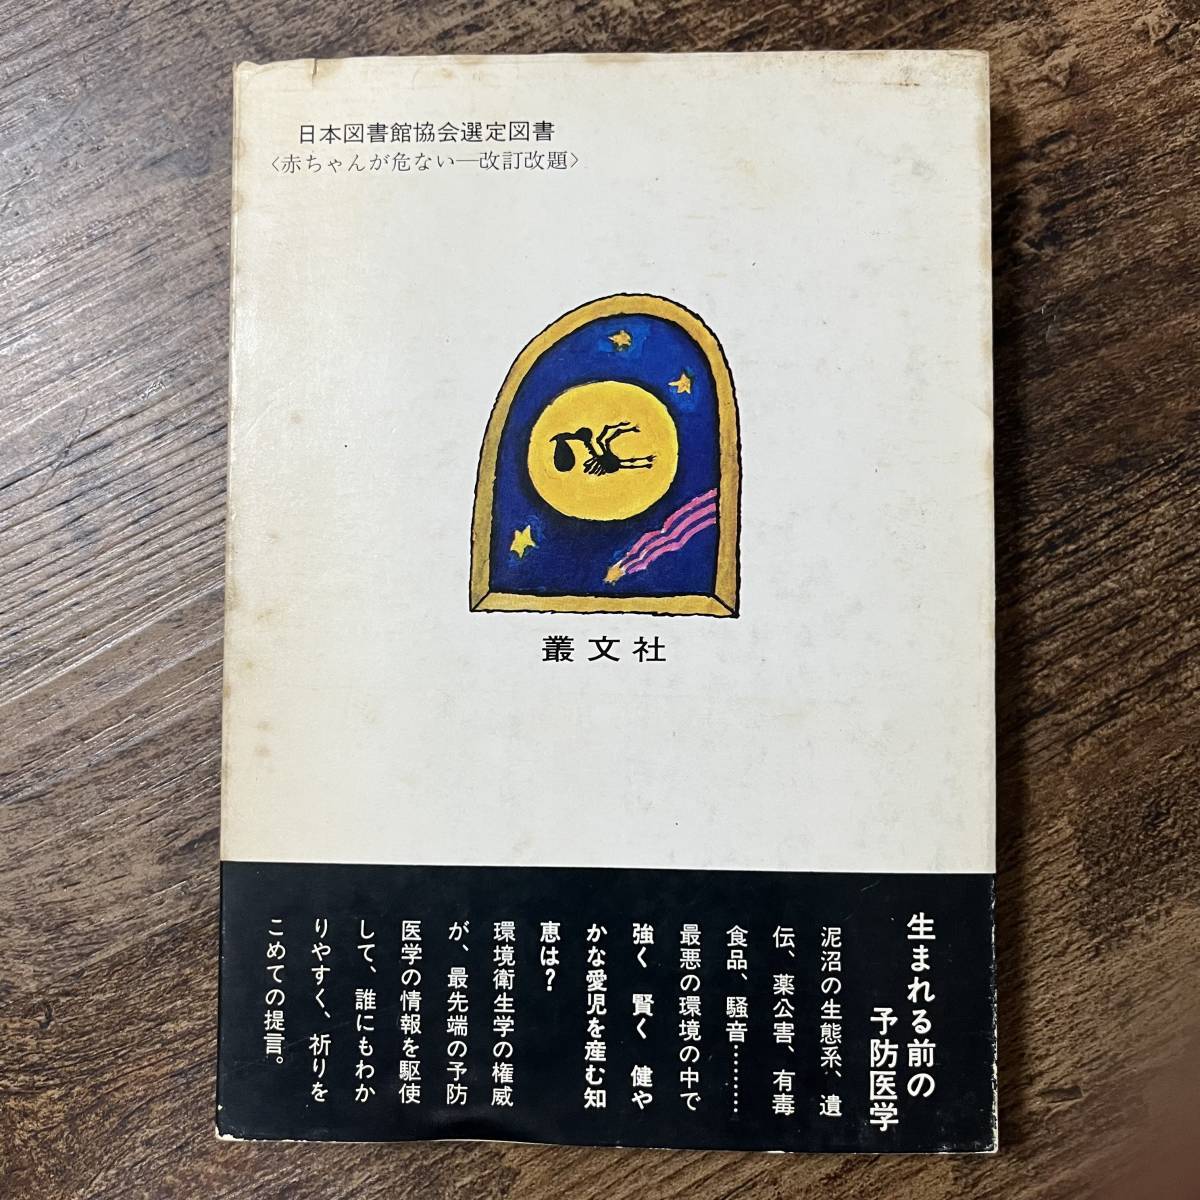 日本図書館協会選定図書
〈赤ちゃんが危ない―改訂改題〉
叢文社
生まれる前の
予防医学
泥沼の生態系、遺
伝、薬公害、有毒
食品、騒音………
最悪の環境の中で
強く 賢く 健や
かな愛児を産む知
恵は?
環境衛生学の権威
が、最先端の予防
医学の情報を駆使
して、誰にもわか
りやすく、祈りを
こめての提言。